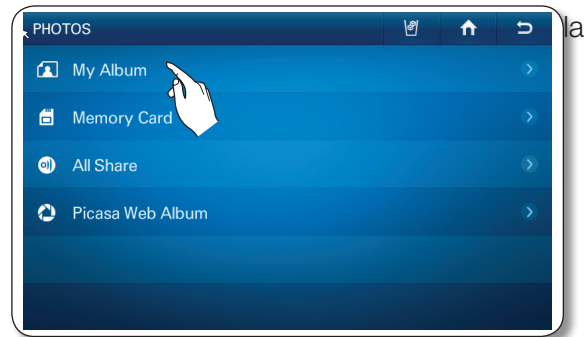 PHOTOS
la
My Album
Memory Card
All Share
Picasa Web Album